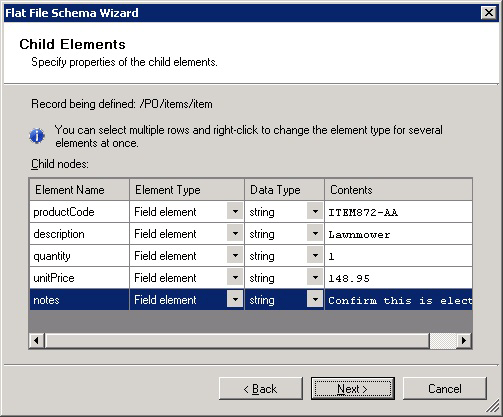 Flat File Schema Wizard
Child Elements
Specify properties of the child elements.
Record being defined: /PO/items/item
You can select multiple rows and right-click to change the element type for several
elements at once.
Child nodes:
Element Name Element Type Data Type Contents
productCode Field element string ITEM872-AA
description Field element string Lawnmower
quantity Field element string 1
unitPrice Field element string 148.95
notes Field element string Confirm this is elect
< Back Next > Cancel